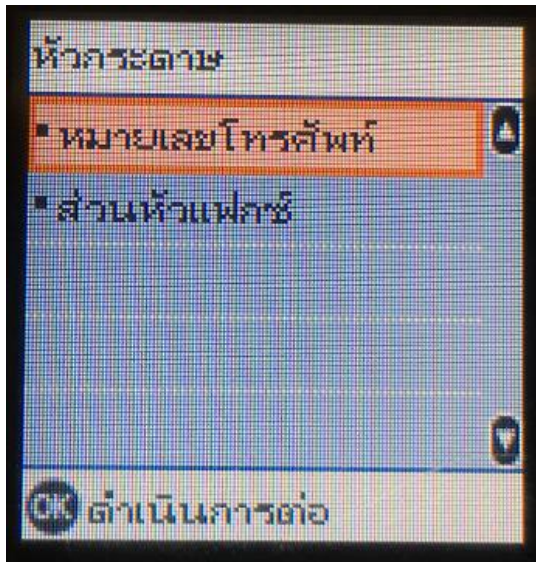 หัวกระดาษ
หมายเลขโทรศัพท์
ส่วนหัวแฟกซ์
OK ดำเนินการต่อ